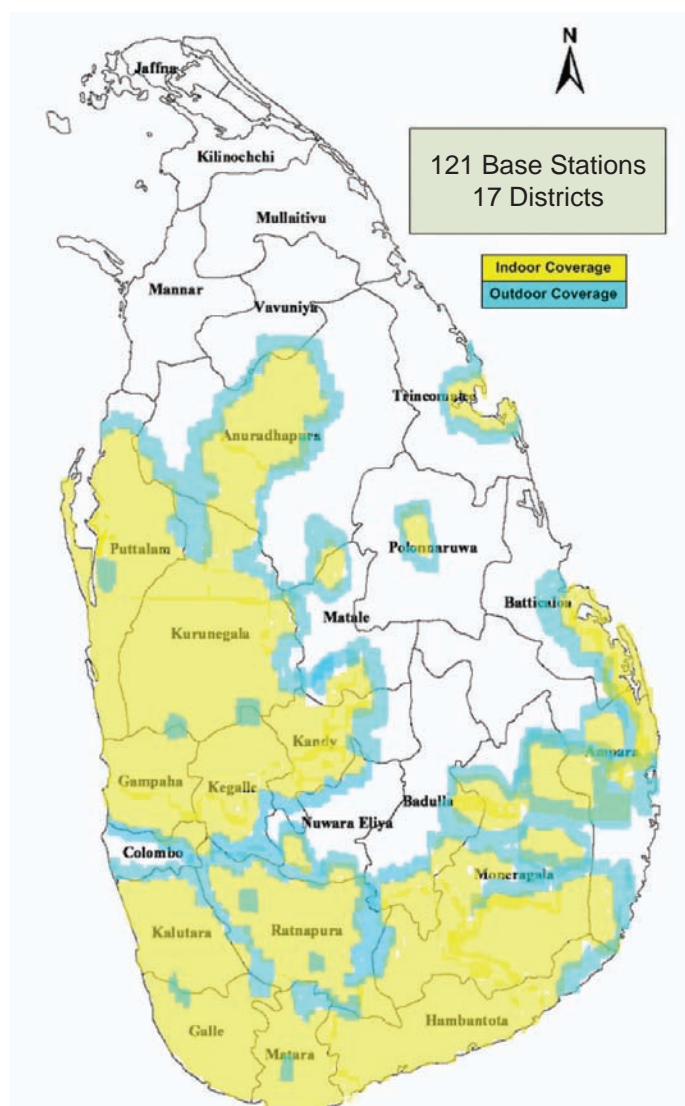 N
Jaffna
121 Base Stations
17 Districts
Kilinochchi
Mullaitivu
Indoor Coverage
Outdoor Coverage
Mannar
Vavuniya
Trincomalee
Anuradhapura
Puttalam
Polonnaruwa
Batticaloa
Matale
Kurunegala
Kandy
Ampara
Gampaha
Kegalle
Badulla
Nuwara Eliya
Colombo
Moneragala
Kalutara
Ratnapura
Hambantota
Galle
Matara